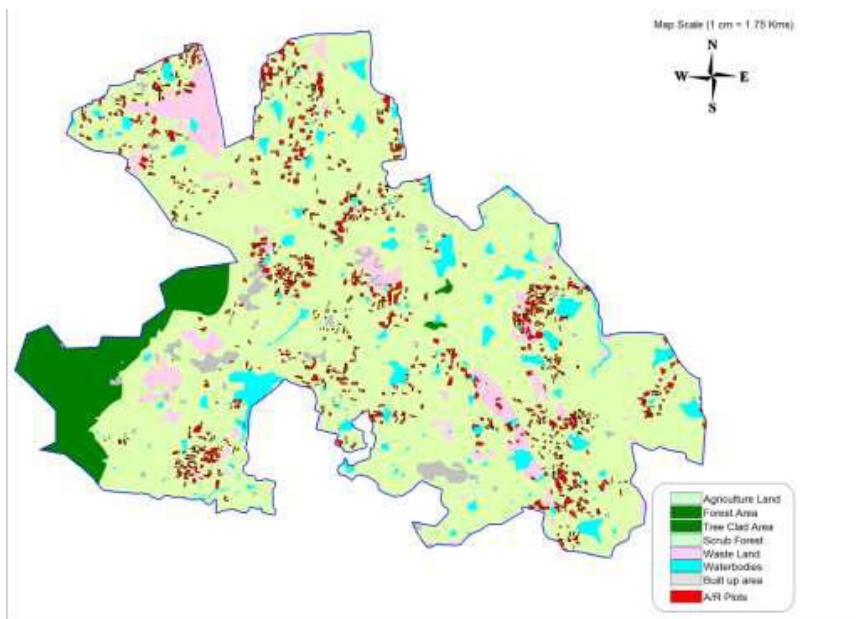 Map Scale (1 cm = 1.75 Kms)
N
W E
S
Agriculture Land
Forest Area
Tree Clad Area
Scrub Forest
Waste Land
Waterbodies
Built up area
A/R Plots